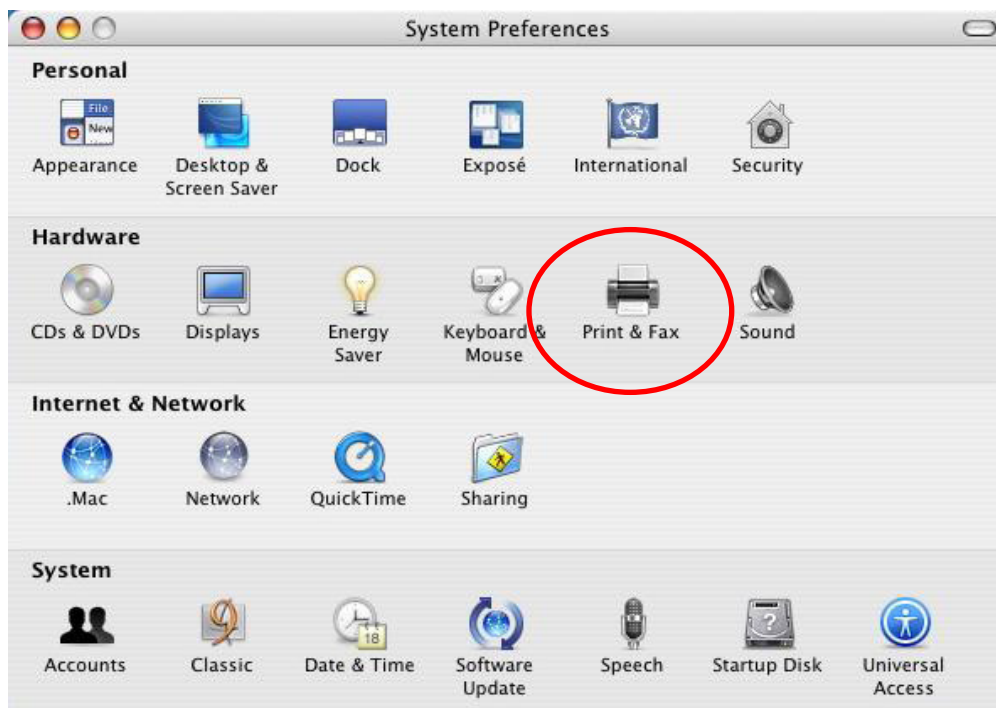 System Preferences
Personal
File
New
Appearance
Desktop &
Screen Saver
Dock
Exposé
International
Security
Hardware
CDs & DVDs
Displays
Energy
Saver
Keyboard &
Mouse
Print & Fax
Sound
Internet & Network
.Mac
Network
QuickTime
Sharing
System
9
18
?
Accounts
Classic
Date & Time
Software
Update
Speech
Startup Disk
Universal
Access